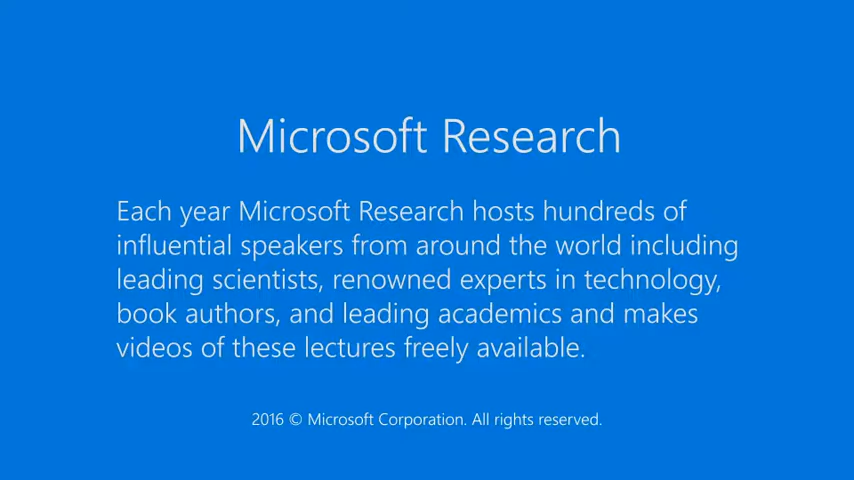 Microsoft Research
Each year Microsoft Research hosts hundreds of
influential speakers from around the world including
leading scientists, renowned experts in technology,
book authors, and leading academics and makes
videos of these lectures freely available.
2016 © Microsoft Corporation. All rights reserved.